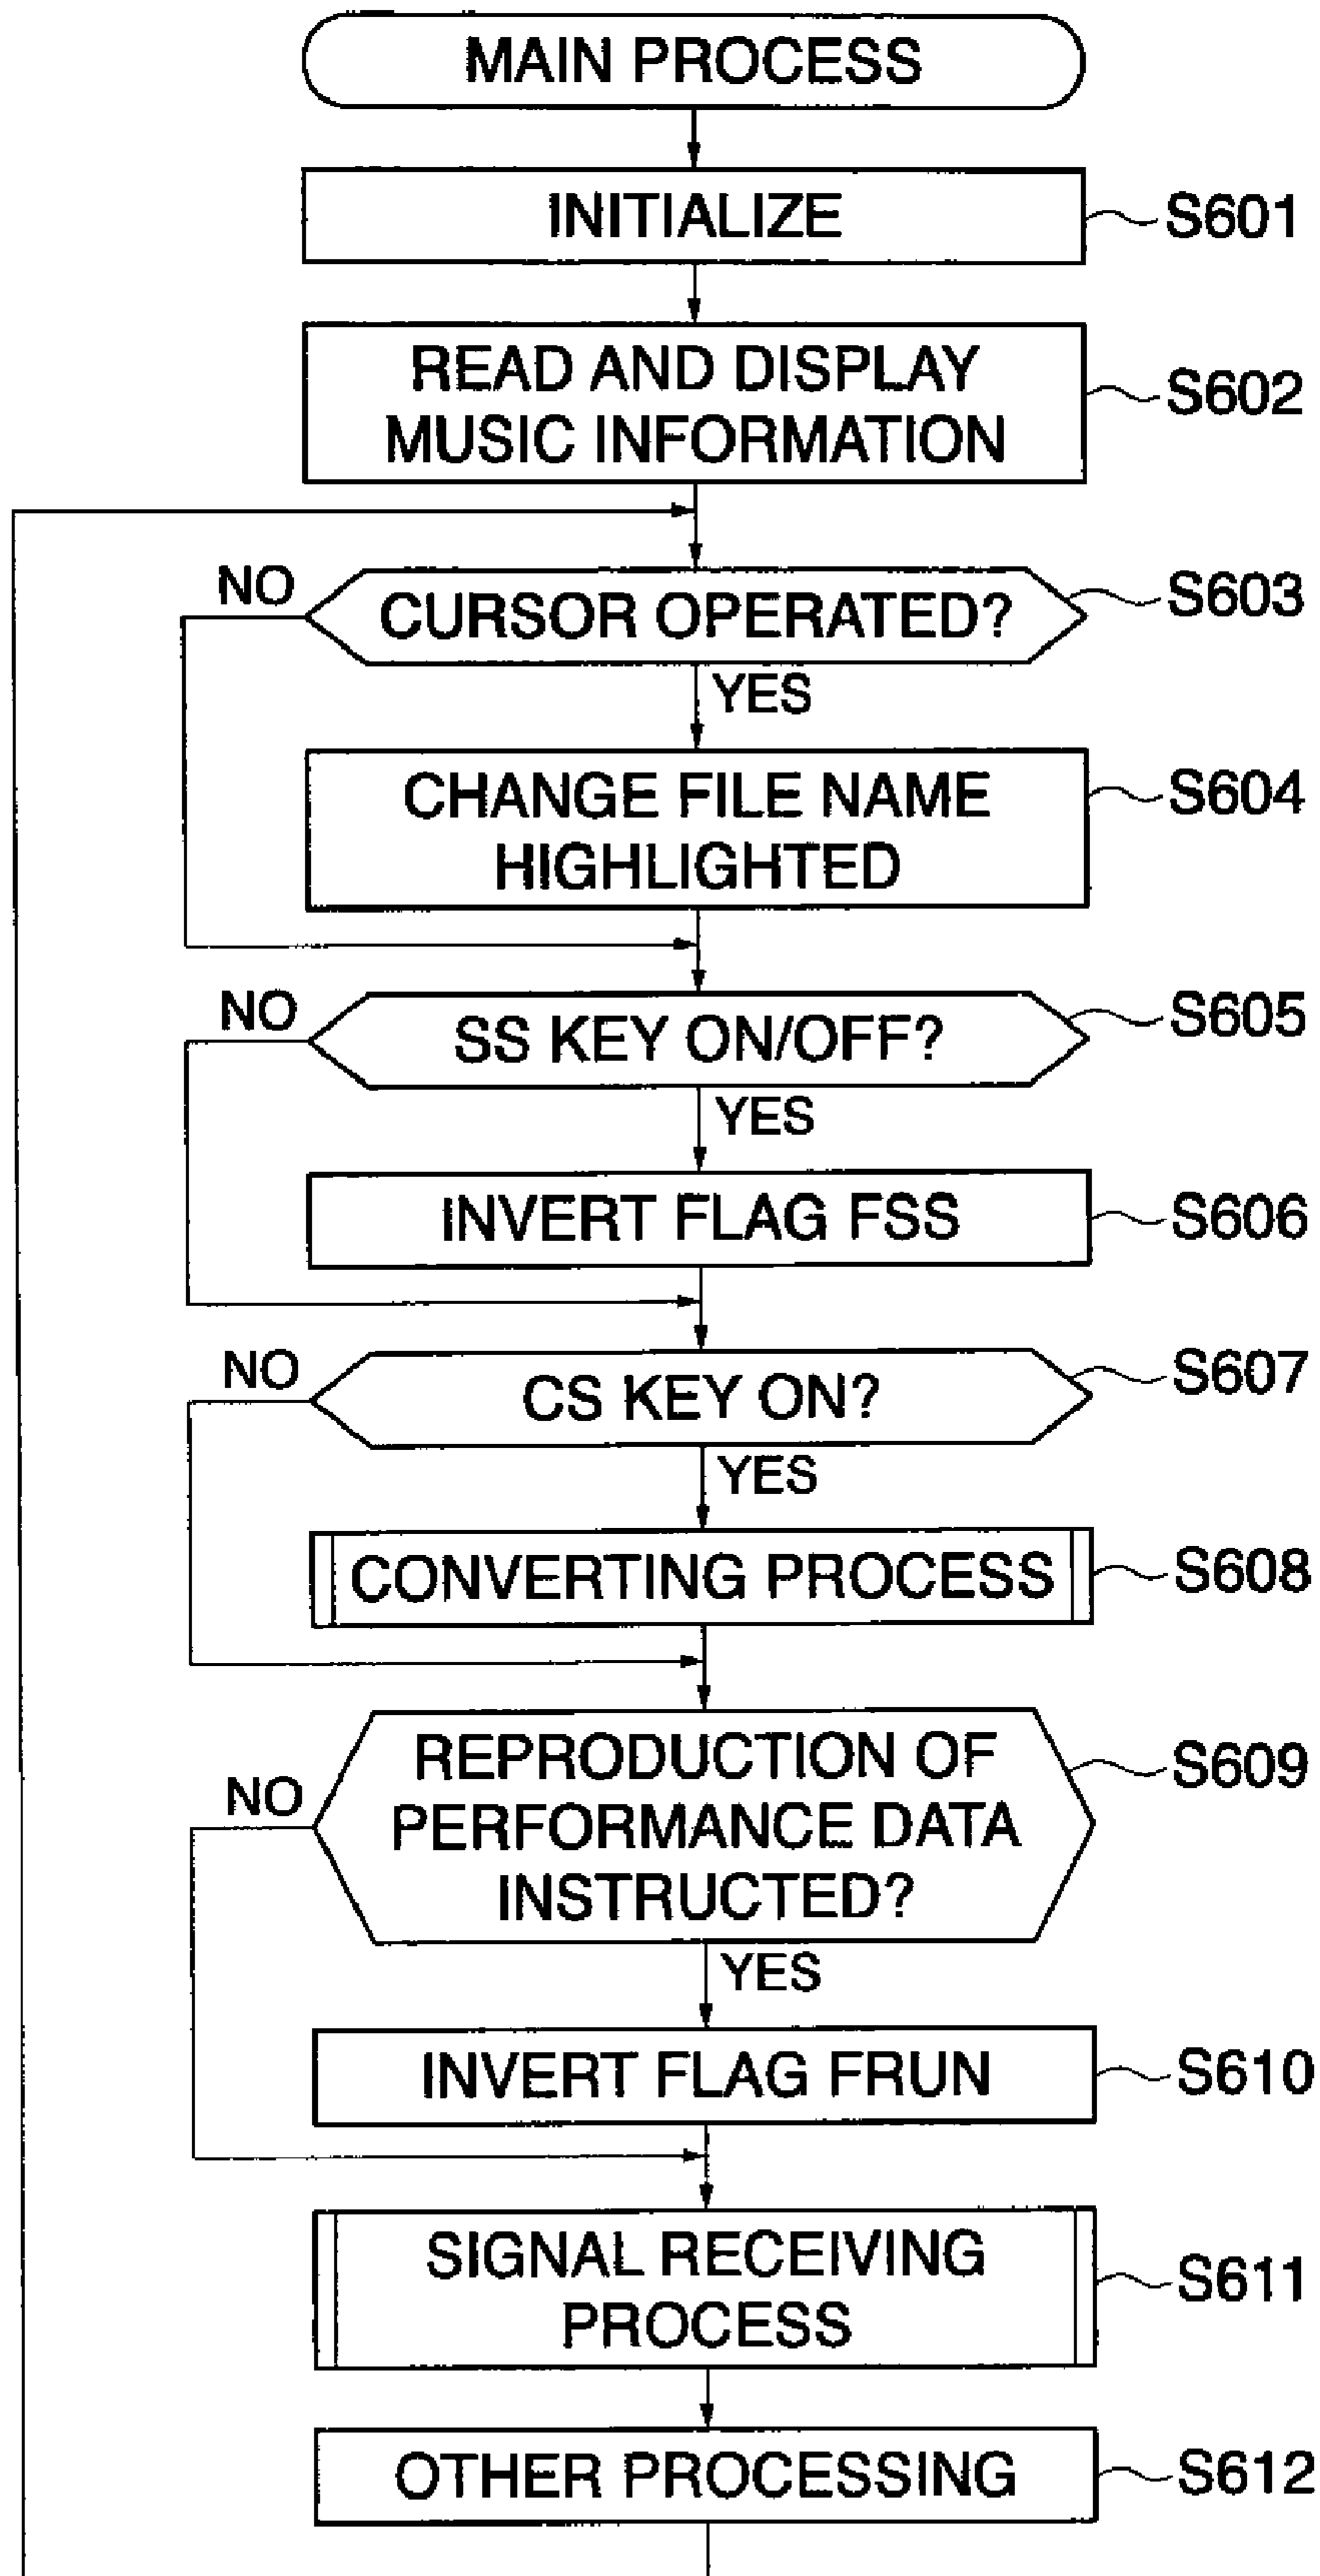 MAIN PROCESS
INITIALIZE
S601
READ AND DISPLAY
MUSIC INFORMATION
S602
NO
CURSOR OPERATED?
S603
YES
CHANGE FILE NAME
HIGHLIGHTED
S604
NO
SS KEY ON/OFF?
S605
YES
INVERT FLAG FSS
S606
NO
CS KEY ON?
S607
YES
CONVERTING PROCESS
S608
REPRODUCTION OF
PERFORMANCE DATA
INSTRUCTED?
S609
NO
YES
INVERT FLAG FRUN
S610
SIGNAL RECEIVING
PROCESS
S611
OTHER PROCESSING
S612